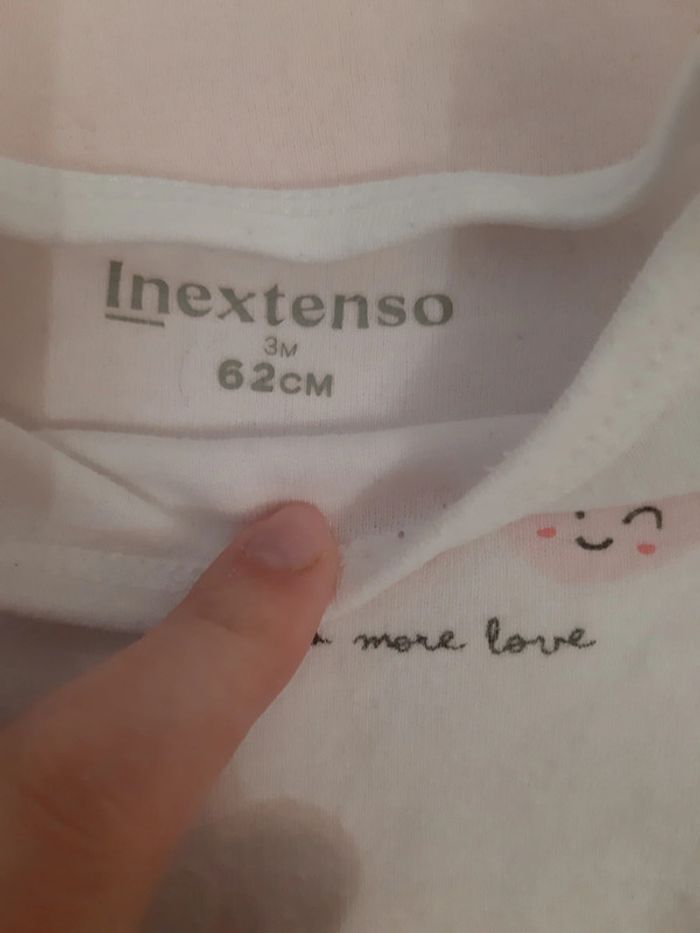 Inextenso
3M
62CM
more love